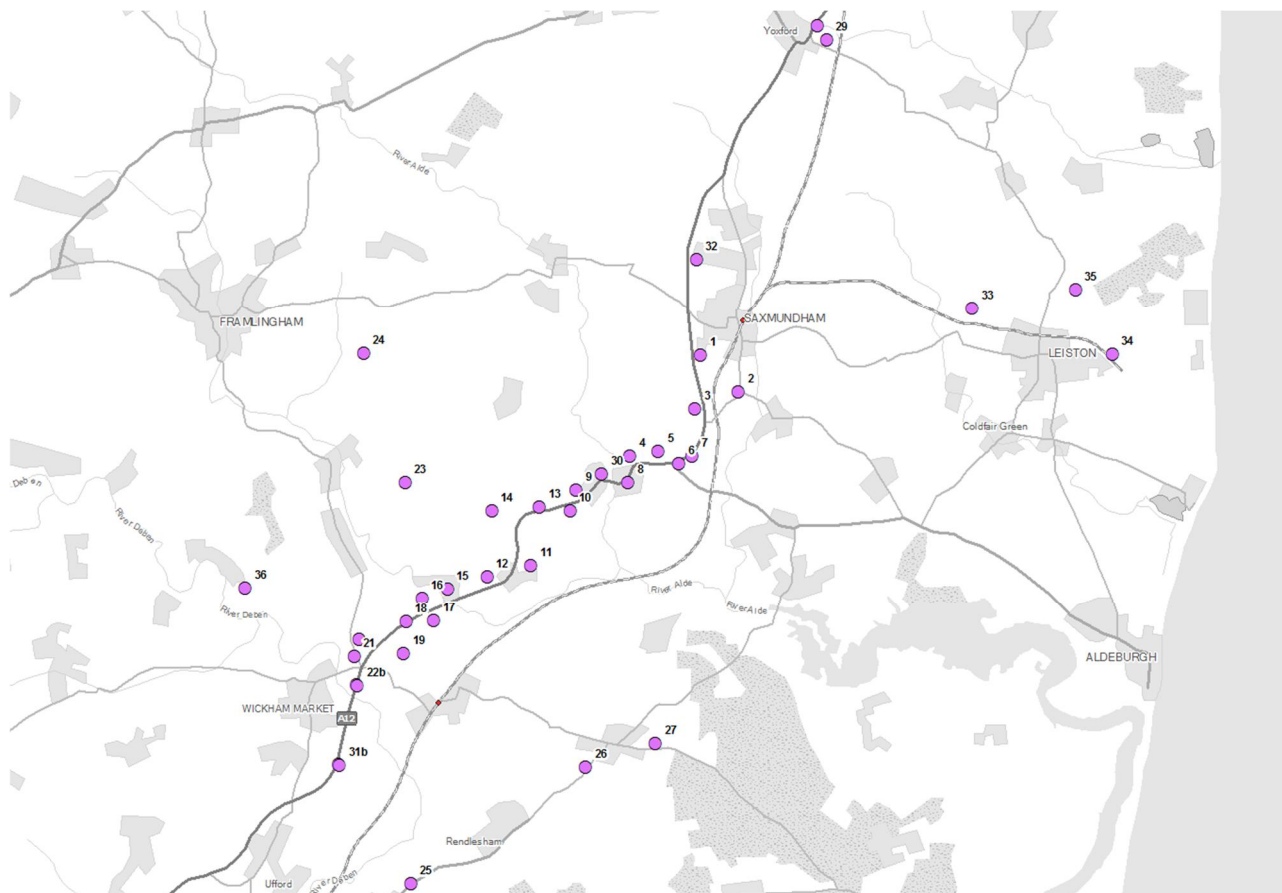 Yoxford
29
River Alde
32
35
33
FRAMLINGHAM
SAXMUNDHAM
24
1
LEISTON
34
2
3
Coldfair Green
4
5
7
6
30
23
9
8
Deben
14
13
10
River Deben
11
12
16
15
36
River Alde
River Deben
River Alde
18
17
21
19
ALDEBURGH
22b
WICKHAM MARKET
A12
27
31b
26
Rendlesham
25
Ufford
River Deben